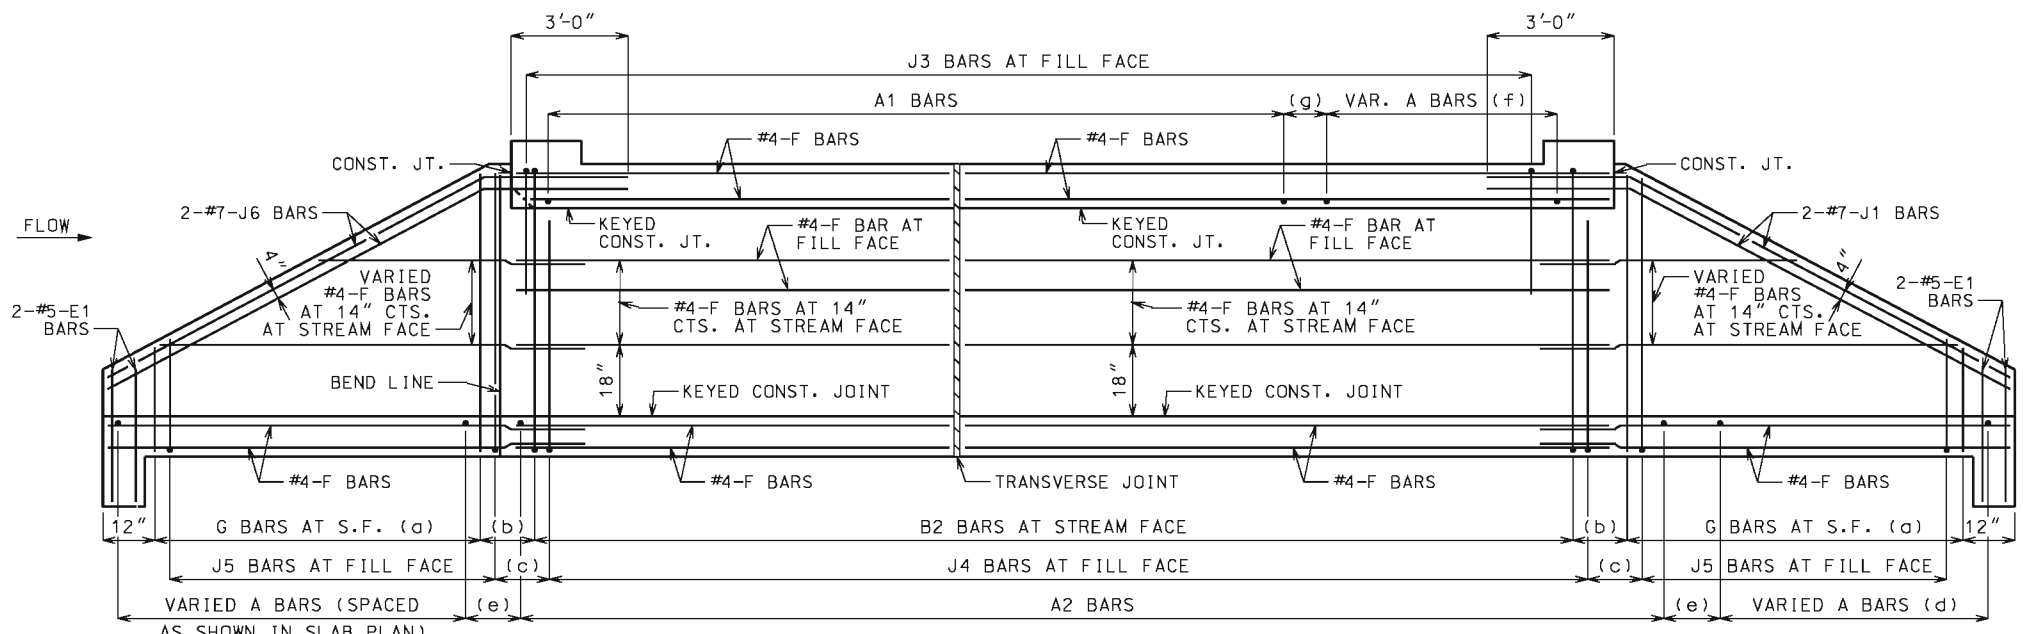 3'-0"
3'-0"
J3 BARS AT FILL FACE
A1 BARS
(g)
VAR. A BARS (f)
#4-F BARS
#4-F BARS
CONST. JT.
CONST. JT.
2-#7-J6 BARS
2-#7-J1 BARS
FLOW
KEYED
CONST. JT.
#4-F BAR AT
FILL FACE
KEYED
CONST. JT.
#4-F BAR AT
FILL FACE
4"
4"
VARIED
#4-F BARS
AT 14" CTS.
AT STREAM FACE
VARIED
#4-F BARS
AT 14" CTS.
AT STREAM FACE
2-#5-E1
BARS
2-#5-E1
BARS
#4-F BARS AT 14"
CTS. AT STREAM FACE
#4-F BARS AT 14"
CTS. AT STREAM FACE
BEND LINE
18"
KEYED CONST. JOINT
18"
KEYED CONST. JOINT
#4-F BARS
#4-F BARS
TRANSVERSE JOINT
#4-F BARS
#4-F BARS
12"
G BARS AT S.F. (a)
(b)
B2 BARS AT STREAM FACE
(b)
G BARS AT S.F. (a)
12"
J5 BARS AT FILL FACE
(c)
J4 BARS AT FILL FACE
(c)
J5 BARS AT FILL FACE
VARIED A BARS (SPACED
AS SHOWN IN SLAB PLAN)
(e)
A2 BARS
(e)
VARIED A BARS (d)